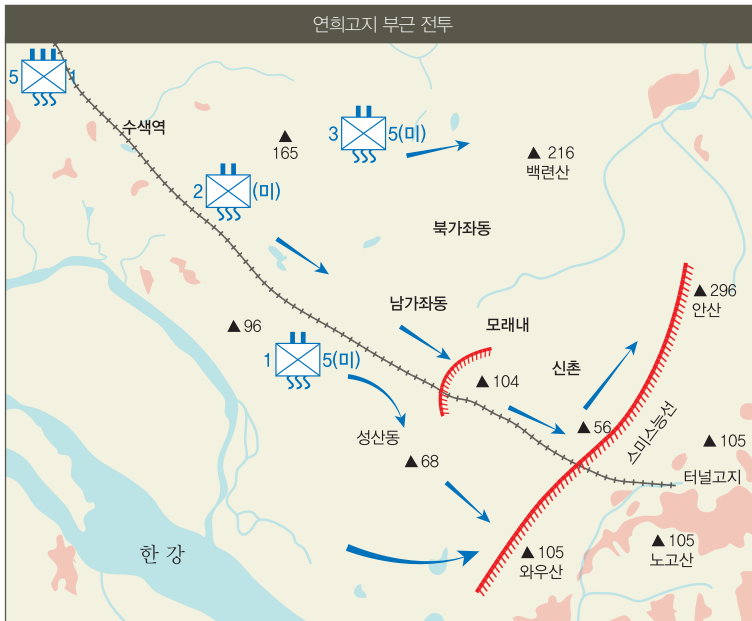 연희고지 부근 전투
5 1
수색역
165
3 5(미)
216
백련산
2 (미)
북가좌동
296
안산
남가좌동
모래내
96
1 5(미)
신촌
104
56
스미스능선
성산동
68
105
터널고지
한강
105
와우산
105
노고산